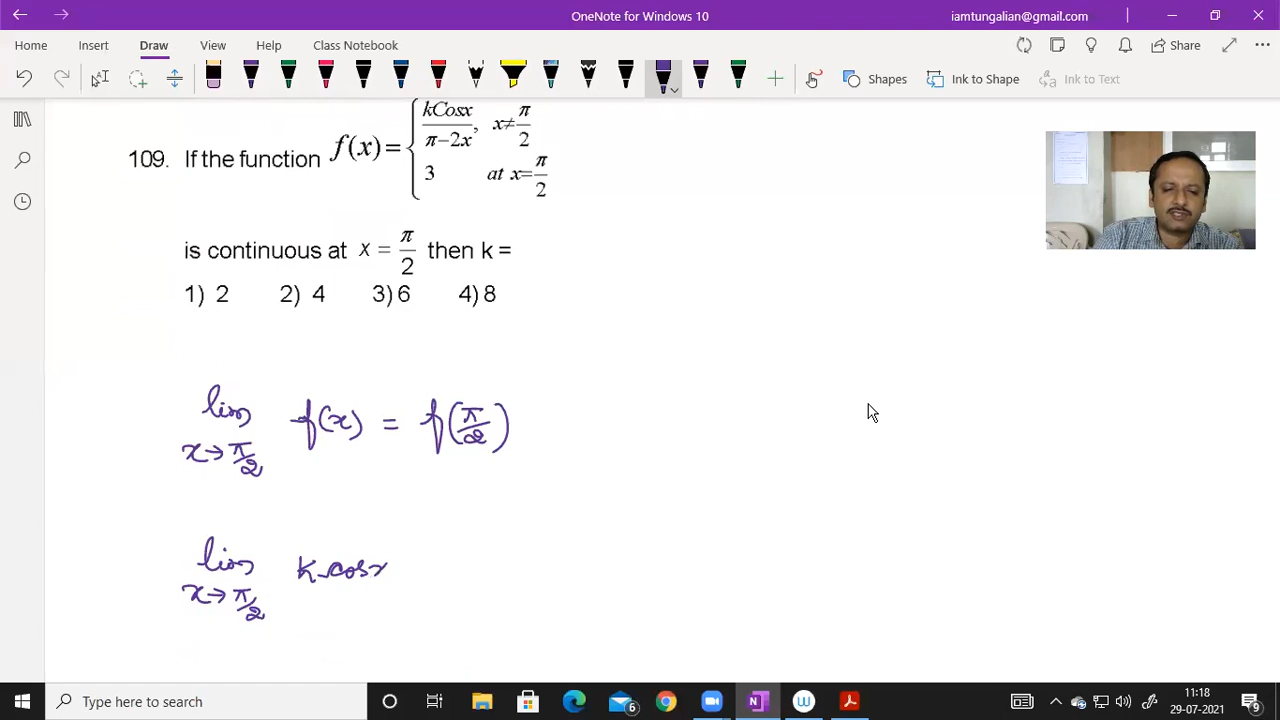 OneNote for Windows 10
iamtungalian@gmail.com
Home Insert Draw View Help Class Notebook
Share
Shapes Ink to Shape Ink to Text
109. If the function f(x) = { kCosx / π−2x, x≠ π/2
3 at x= π/2
is continuous at x = π/2 then k =
1) 2 2) 4 3) 6 4) 8
lim x→π/2 f(x) = f(π/2)
lim x→π/2 k cosx
Type here to search
6
11:18
29-07-2021
9